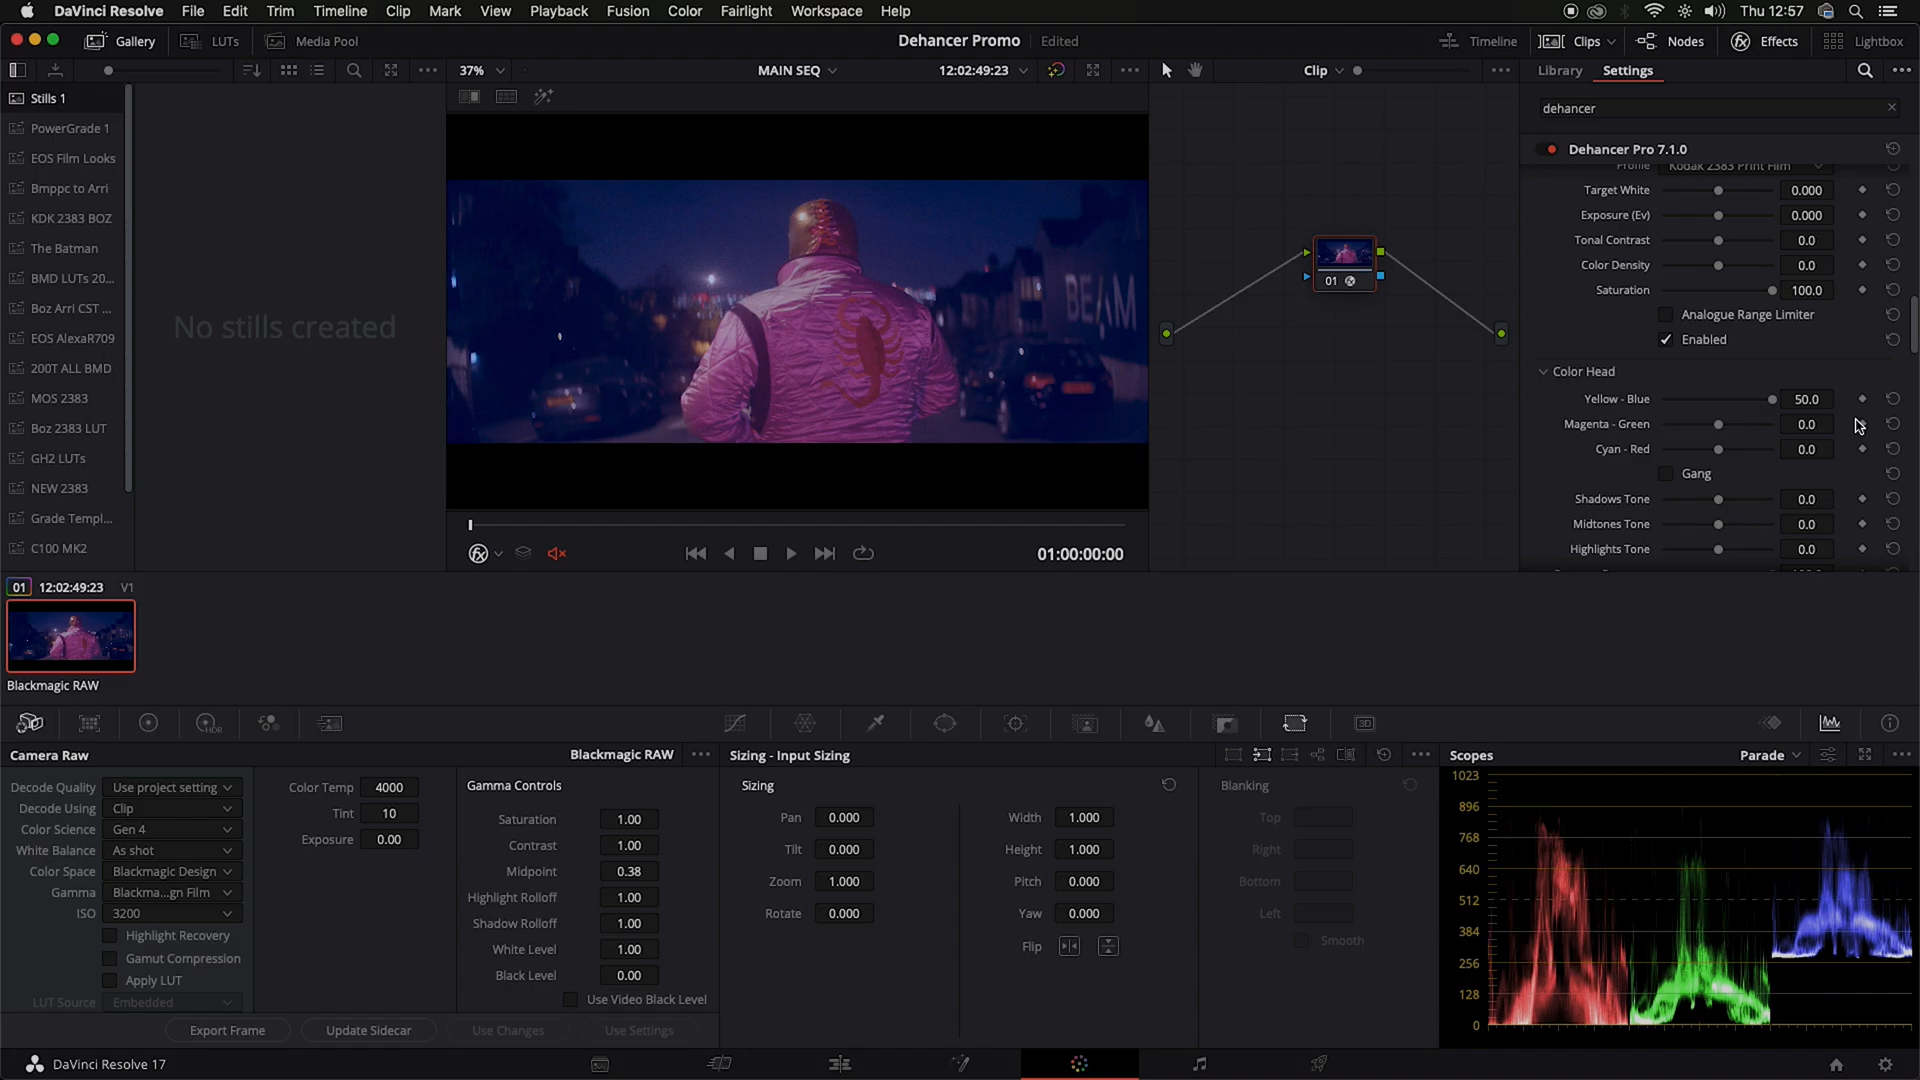 DaVinci Resolve File Edit Trim Timeline Clip Mark View Playback Fusion Color Fairlight Workspace Help Thu 12:57
Gallery LUTs Media Pool Dehancer Promo Edited Timeline Clips Nodes Effects Lightbox
37% MAIN SEQ 12:02:49:23 Clip Library Settings
Stills 1
PowerGrade 1
EOS Film Looks
Bmppc to Arri
KDK 2383 BOZ
The Batman
BMD LUTs 20...
Boz Arri CST ...
EOS AlexaR709
200T ALL BMD
MOS 2383
Boz 2383 LUT
GH2 LUTs
NEW 2383
Grade Templ...
C100 MK2
No stills created
BEAM
01:00:00:00
01
dehancer
Dehancer Pro 7.1.0
Profile Kodak 2383 Print Film
Target White 0.000
Exposure (Ev) 0.000
Tonal Contrast 0.0
Color Density 0.0
Saturation 100.0
Analogue Range Limiter
Enabled
Color Head
Yellow - Blue 50.0
Magenta - Green 0.0
Cyan - Red 0.0
Gang
Shadows Tone 0.0
Midtones Tone 0.0
Highlights Tone 0.0
01 12:02:49:23 V1
Blackmagic RAW
HDR
3D
Camera Raw Blackmagic RAW
Decode Quality Use project setting
Decode Using Clip
Color Science Gen 4
White Balance As shot
Color Space Blackmagic Design
Gamma Blackma...gn Film
ISO 3200
Highlight Recovery
Gamut Compression
Apply LUT
LUT Source Embedded
Color Temp 4000
Tint 10
Exposure 0.00
Gamma Controls
Saturation 1.00
Contrast 1.00
Midpoint 0.38
Highlight Rolloff 1.00
Shadow Rolloff 1.00
White Level 1.00
Black Level 0.00
Use Video Black Level
Export Frame Update Sidecar Use Changes Use Settings
Sizing - Input Sizing
Sizing
Pan 0.000
Tilt 0.000
Zoom 1.000
Rotate 0.000
Width 1.000
Height 1.000
Pitch 0.000
Yaw 0.000
Flip
Blanking
Top
Right
Bottom
Left
Smooth
Scopes Parade
1023
896
768
640
512
384
256
128
0
DaVinci Resolve 17